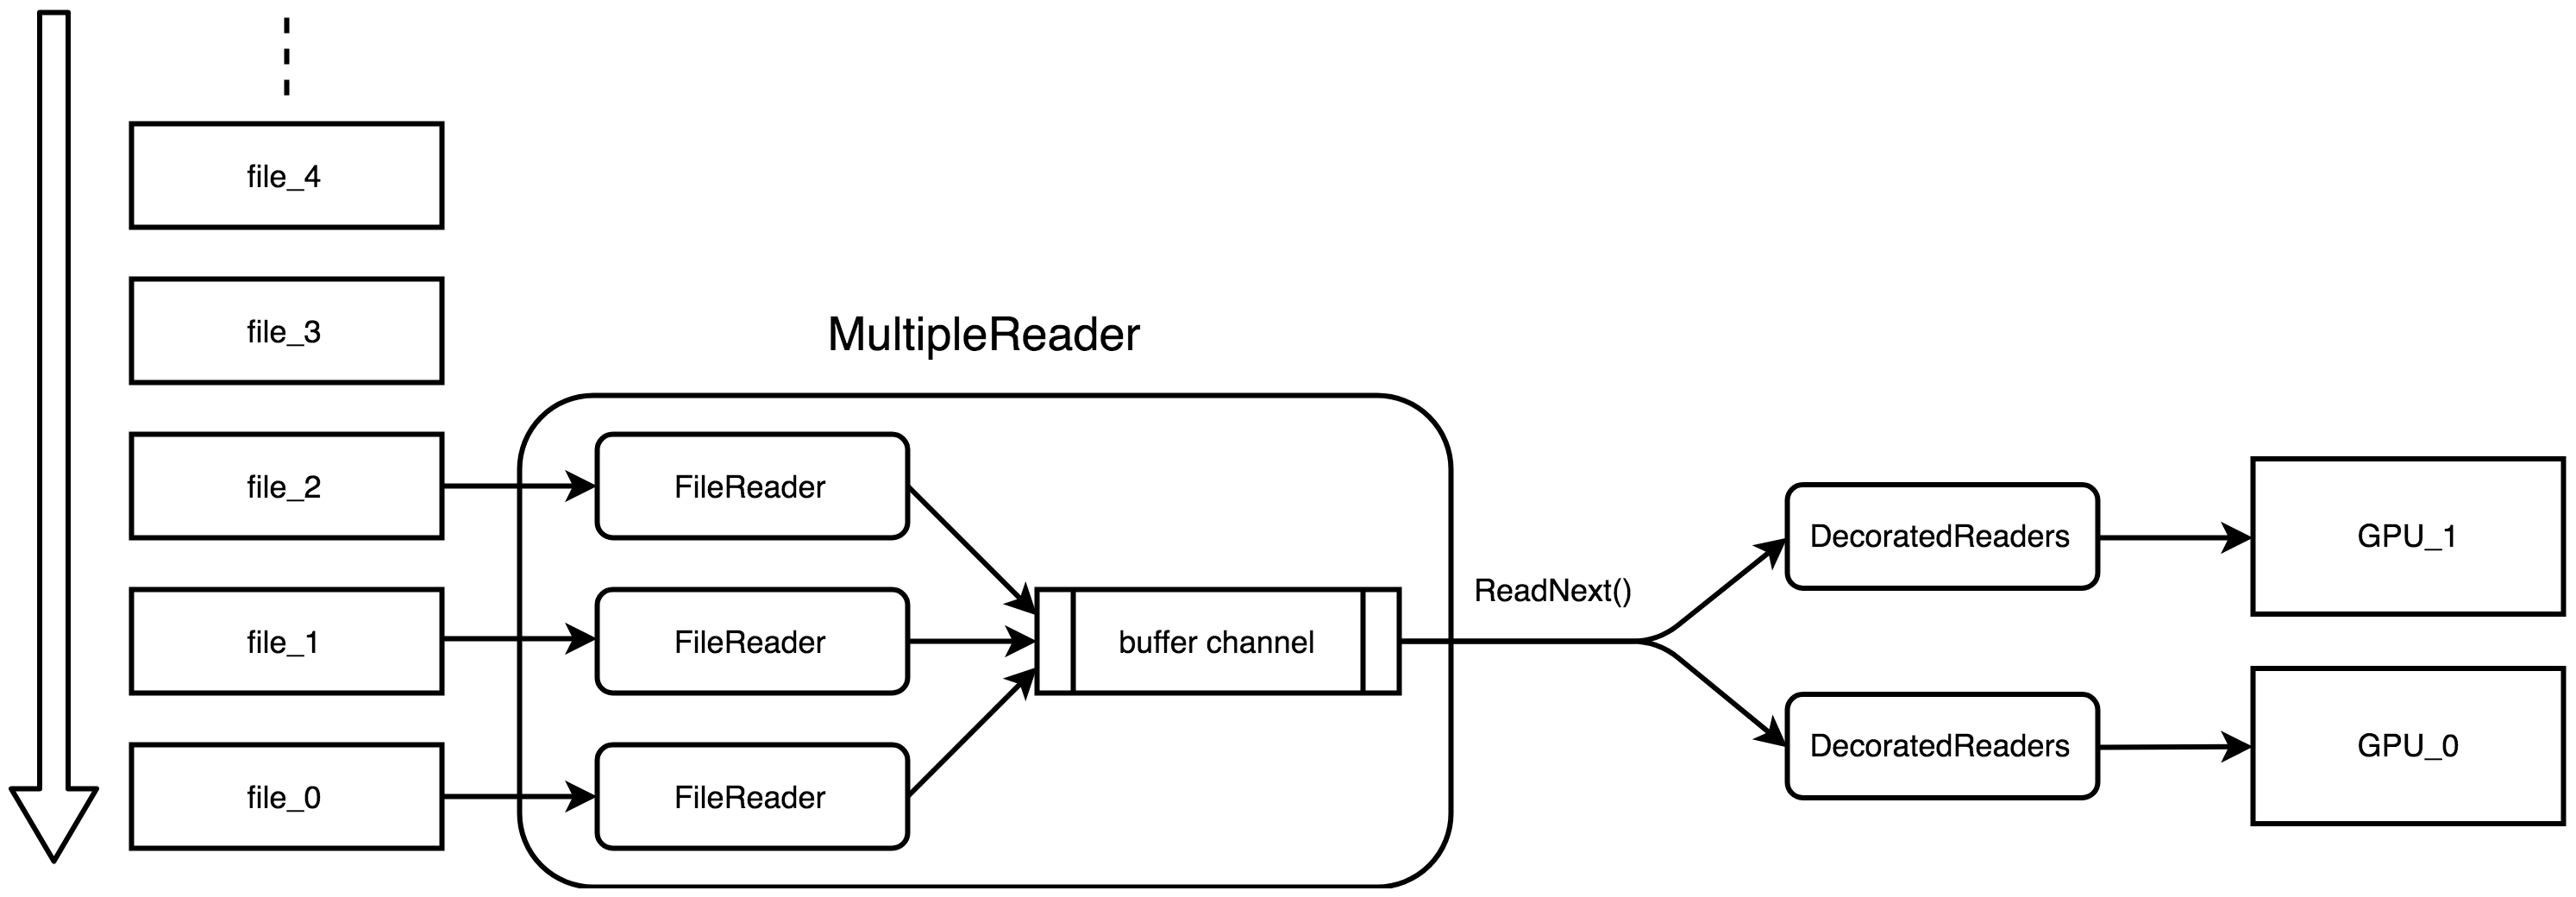 file_4
file_3
MultipleReader
file_2
FileReader
DecoratedReaders
GPU_1
ReadNext()
file_1
FileReader
buffer channel
DecoratedReaders
GPU_0
file_0
FileReader